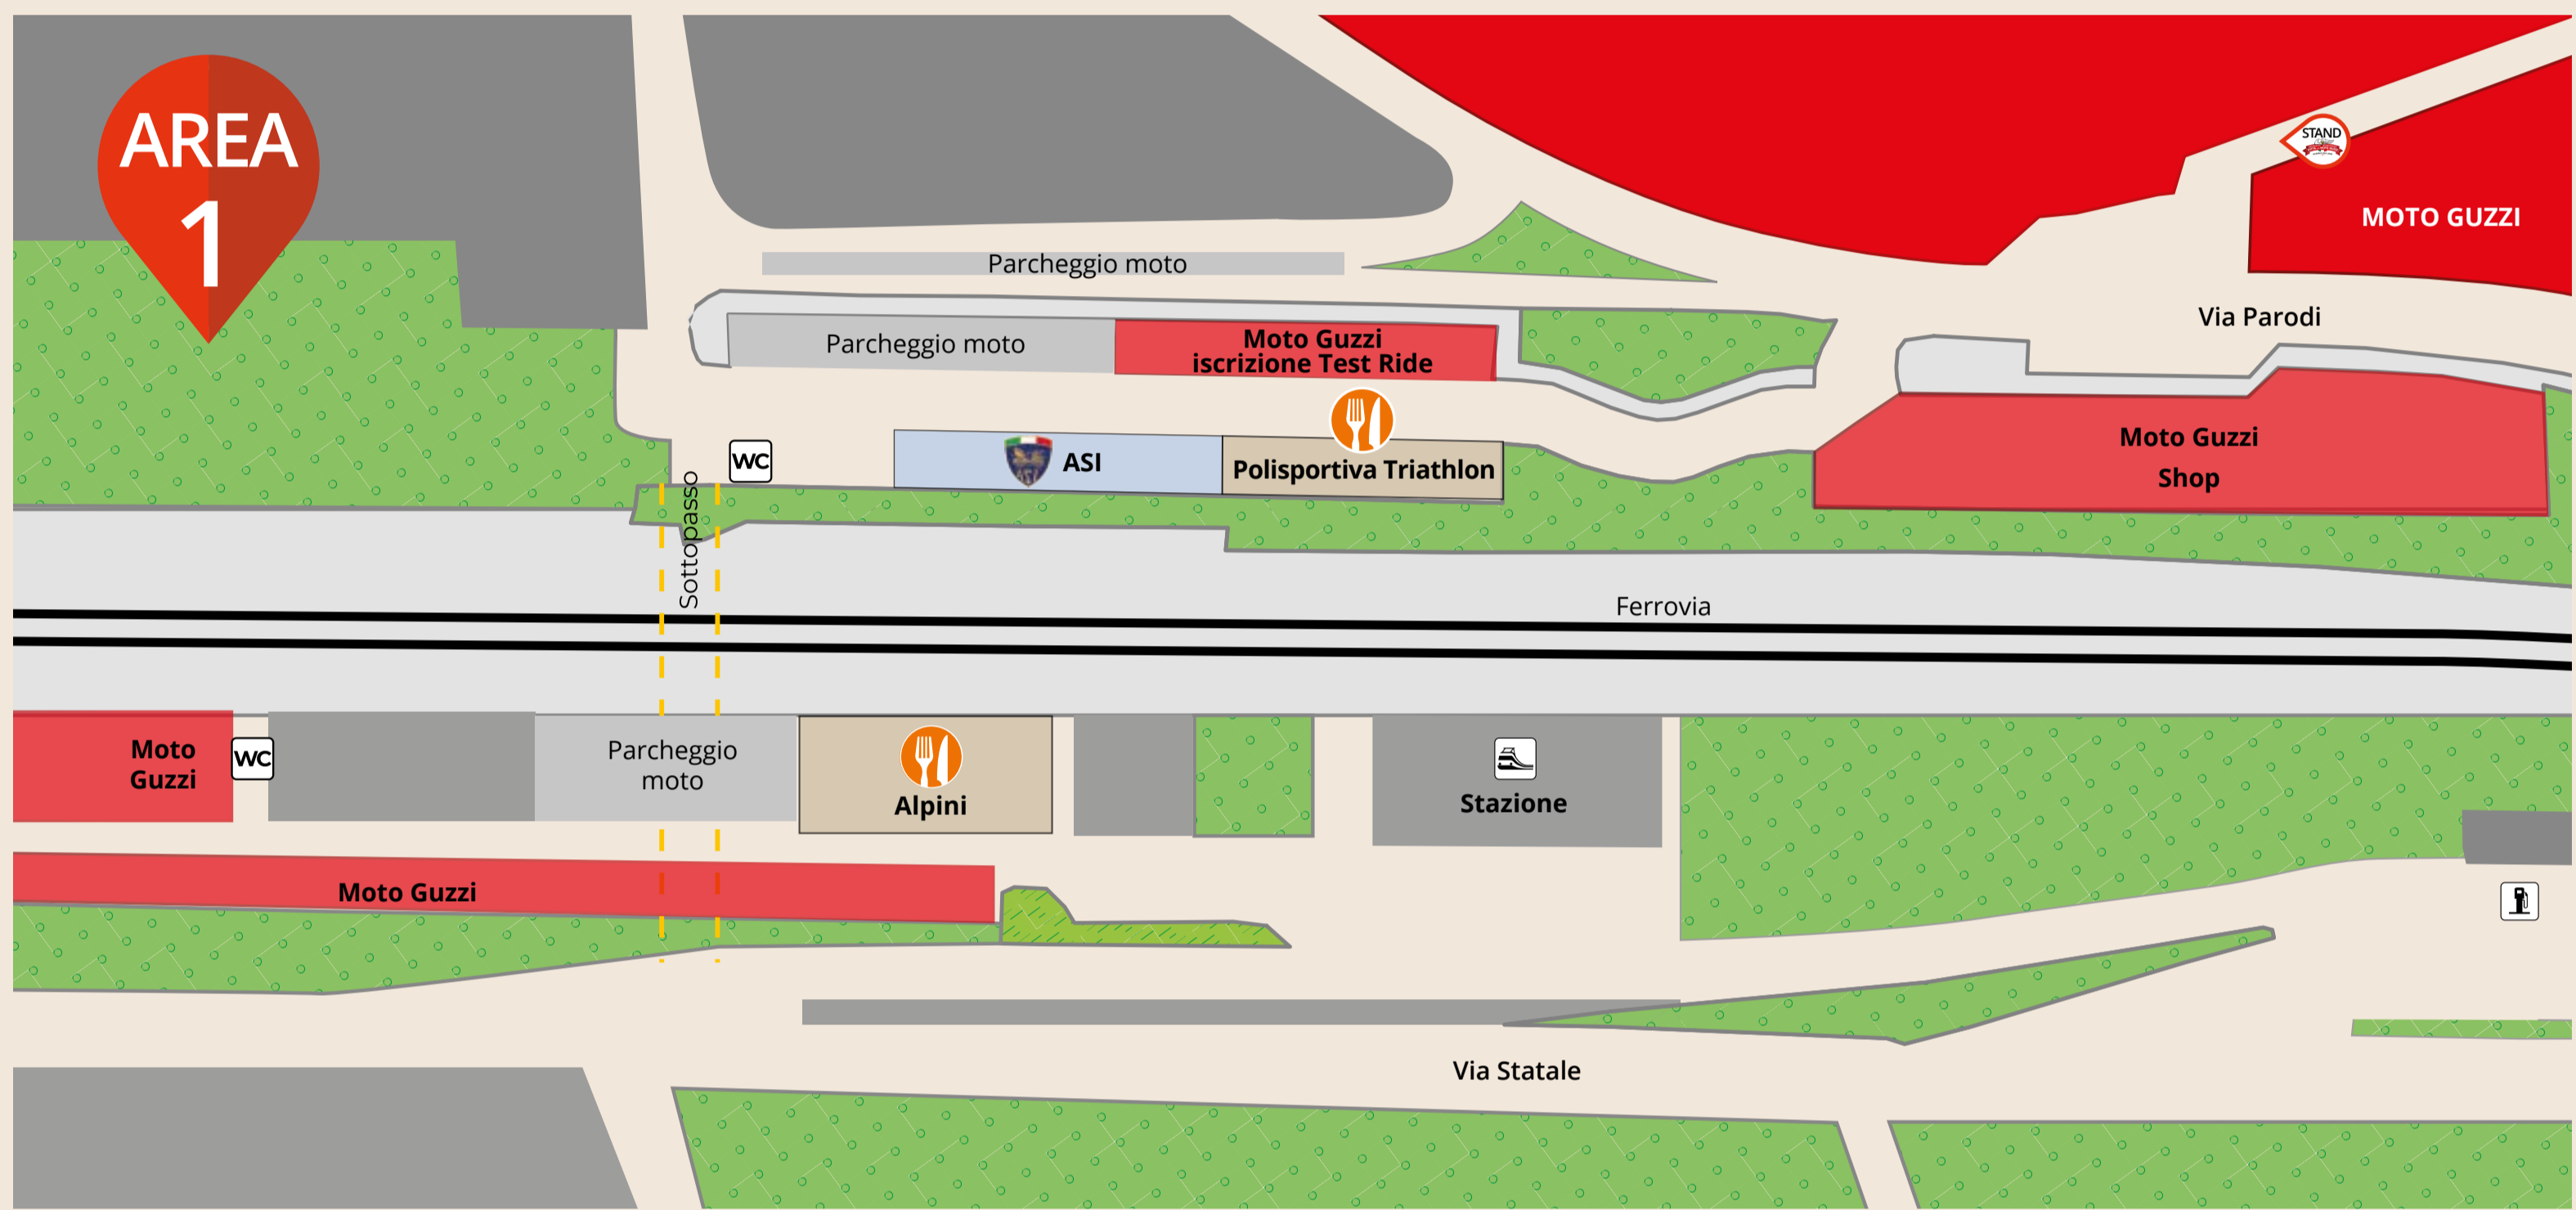 AREA
1
STAND
MOTO GUZZI
Parcheggio moto
Via Parodi
Parcheggio moto
Moto Guzzi
iscrizione Test Ride
WC
ASI
Polisportiva Triathlon
Moto Guzzi
Shop
Sottopasso
Ferrovia
Moto
Guzzi
WC
Parcheggio
moto
Alpini
Stazione
Moto Guzzi
Via Statale